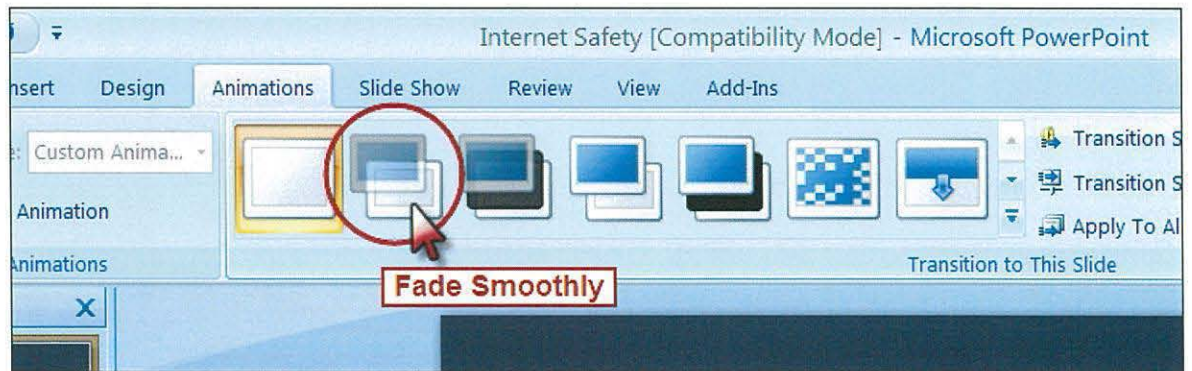 Internet Safety [Compatibility Mode] - Microsoft PowerPoint
nsert Design Animations Slide Show Review View Add-Ins
e: Custom Anima...
Transition S
Animation
Transition S
Apply To Al
Animations
Transition to This Slide
Fade Smoothly
X